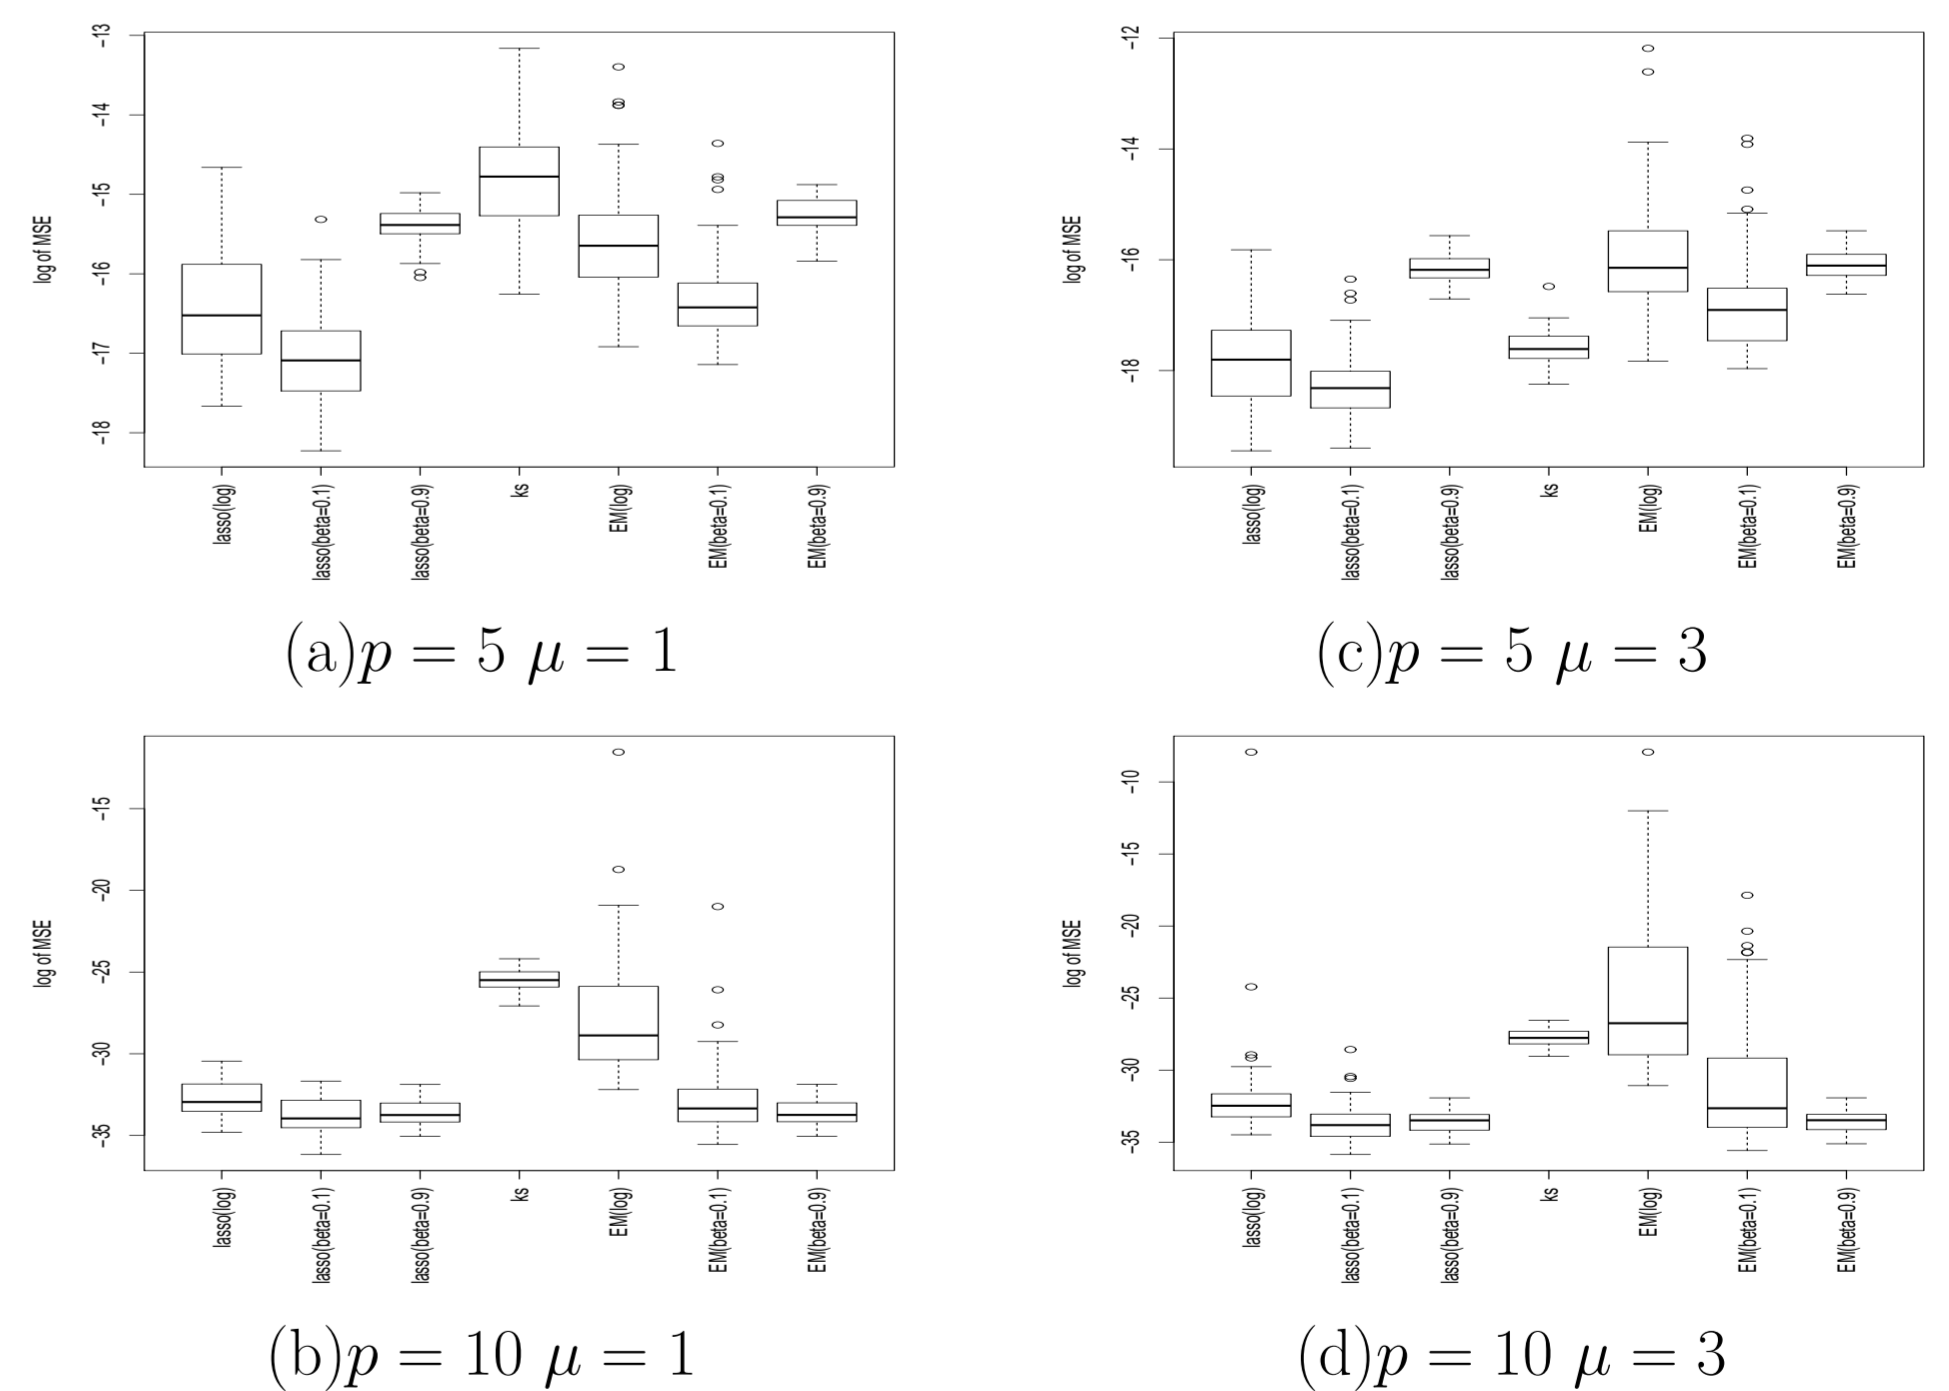 log of MSE
-13
-14
-15
-16
-17
-18
lasso(log)
lasso(beta=0.1)
lasso(beta=0.9)
ks
EM(log)
EM(beta=0.1)
EM(beta=0.9)
(a)p = 5 μ = 1
log of MSE
-12
-14
-16
-18
lasso(log)
lasso(beta=0.1)
lasso(beta=0.9)
ks
EM(log)
EM(beta=0.1)
EM(beta=0.9)
(c)p = 5 μ = 3
log of MSE
-15
-20
-25
-30
-35
lasso(log)
lasso(beta=0.1)
lasso(beta=0.9)
ks
EM(log)
EM(beta=0.1)
EM(beta=0.9)
(b)p = 10 μ = 1
log of MSE
-10
-15
-20
-25
-30
-35
lasso(log)
lasso(beta=0.1)
lasso(beta=0.9)
ks
EM(log)
EM(beta=0.1)
EM(beta=0.9)
(d)p = 10 μ = 3